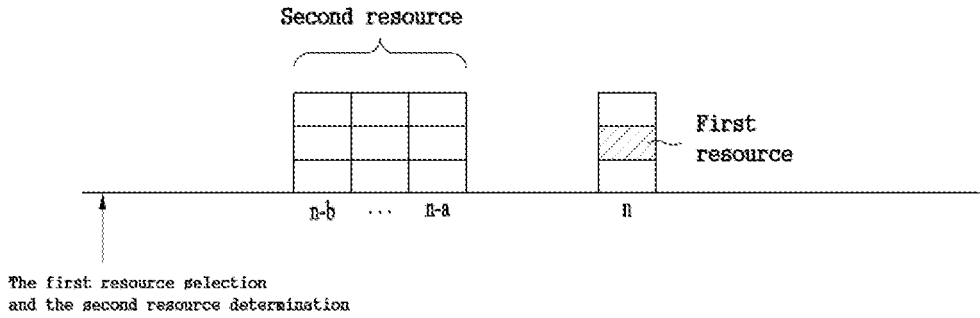 Second resource
First
resource
n-b
...
n-a
n
The first resource selection
and the second resource determination